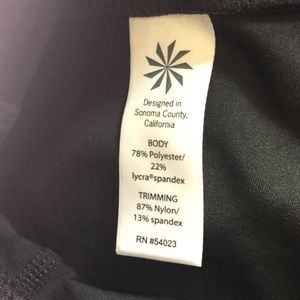 Designed in
Sonoma County,
California
BODY
78% Polyester/
22%
lycra®spandex
TRIMMING
87% Nylon/
13% spandex
RN #54023